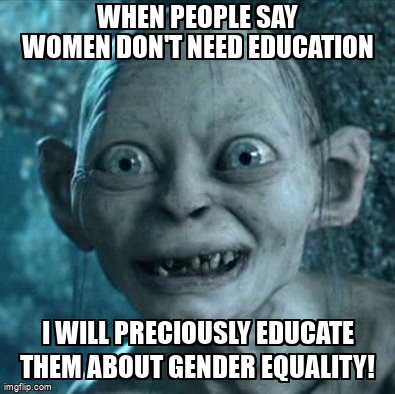 WHEN PEOPLE SAY
WOMEN DON'T NEED EDUCATION
I WILL PRECIOUSLY EDUCATE
THEM ABOUT GENDER EQUALITY!
imgflip.com